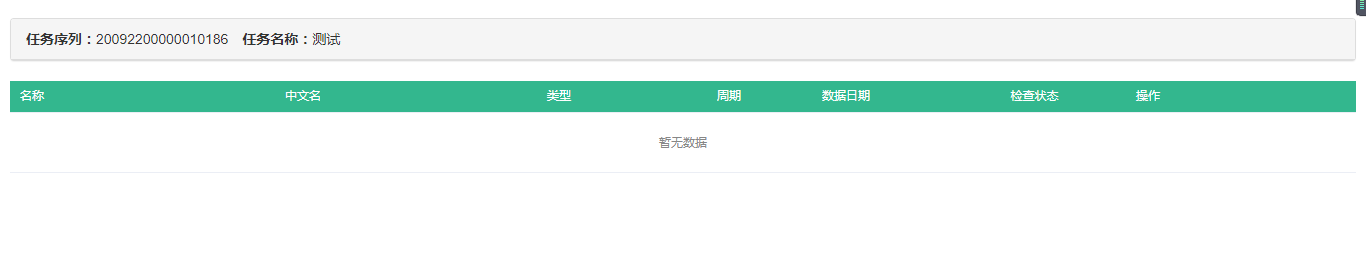 任务序列：20092200000010186 任务名称：测试
名称 中文名 类型 周期 数据日期 检查状态 操作
暂无数据